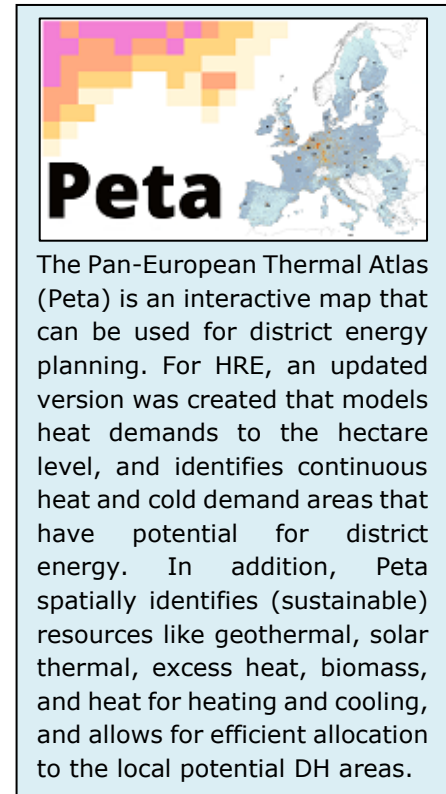 Peta
The Pan-European Thermal Atlas
(Peta) is an interactive map that
can be used for district energy
planning. For HRE, an updated
version was created that models
heat demands to the hectare
level, and identifies continuous
heat and cold demand areas that
have potential for district
energy. In addition, Peta
spatially identifies (sustainable)
resources like geothermal, solar
thermal, excess heat, biomass,
and heat for heating and cooling,
and allows for efficient allocation
to the local potential DH areas.